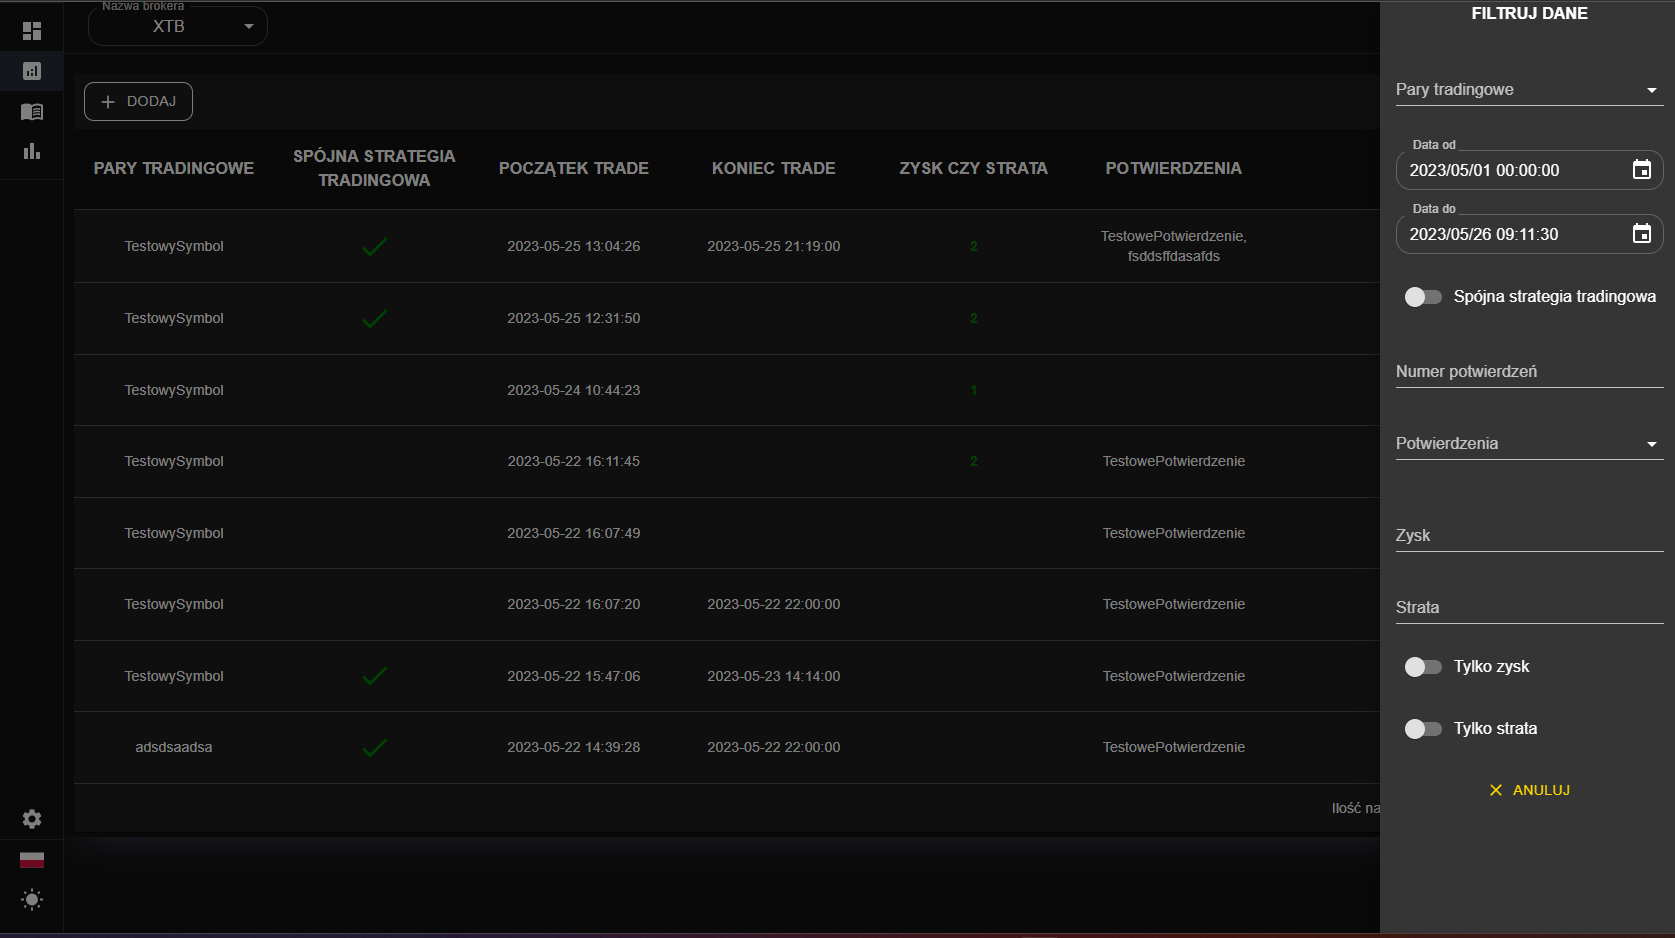 Nazwa brokera
XTB
DODAJ
PARY TRADINGOWE
SPÓJNA STRATEGIA
TRADINGOWA
POCZĄTEK TRADE
KONIEC TRADE
ZYSK CZY STRATA
POTWIERDZENIA
TestowySymbol
2023-05-25 13:04:26
2023-05-25 21:19:00
2
TestowePotwierdzenie,
fsddsffdasafds
TestowySymbol
2023-05-25 12:31:50
2
TestowySymbol
2023-05-24 10:44:23
1
TestowySymbol
2023-05-22 16:11:45
2
TestowePotwierdzenie
TestowySymbol
2023-05-22 16:07:49
TestowePotwierdzenie
TestowySymbol
2023-05-22 16:07:20
2023-05-22 22:00:00
TestowePotwierdzenie
TestowySymbol
2023-05-22 15:47:06
2023-05-23 14:14:00
TestowePotwierdzenie
adsdsaadsa
2023-05-22 14:39:28
2023-05-22 22:00:00
TestowePotwierdzenie
Ilość na
FILTRUJ DANE
Pary tradingowe
Data od
2023/05/01 00:00:00
Data do
2023/05/26 09:11:30
Spójna strategia tradingowa
Numer potwierdzeń
Potwierdzenia
Zysk
Strata
Tylko zysk
Tylko strata
ANULUJ